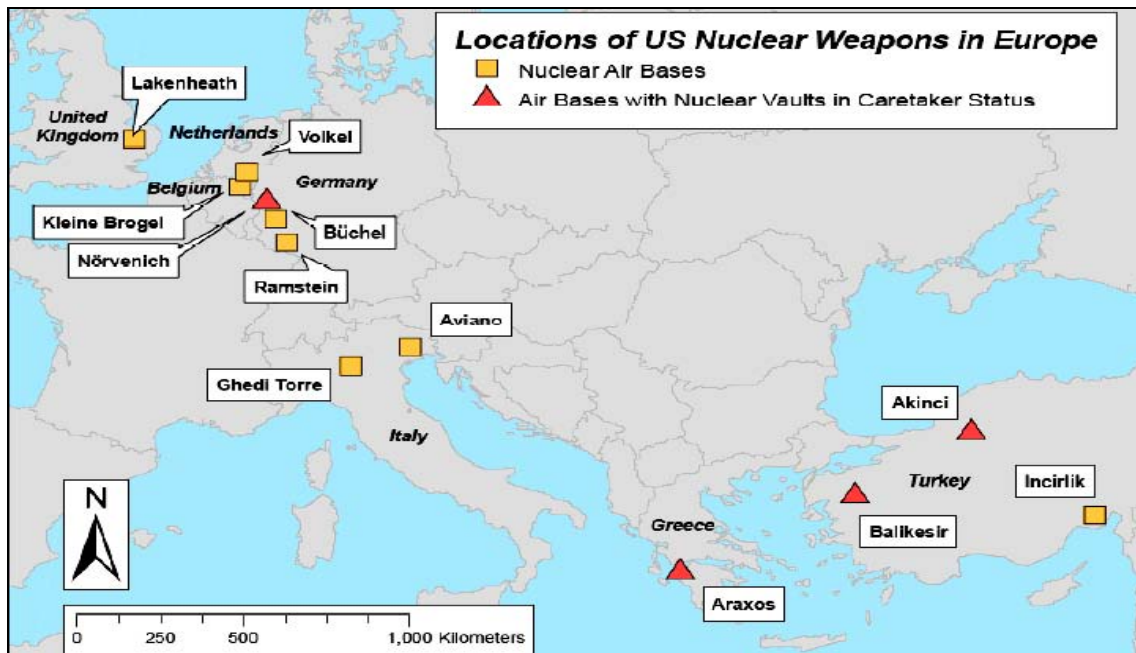 Locations of US Nuclear Weapons in Europe
Nuclear Air Bases
Air Bases with Nuclear Vaults in Caretaker Status
Lakenheath
United
Kingdom
Netherlands
Volkel
Belgium
Germany
Kleine Brogel
Büchel
Nörvenich
Ramstein
Aviano
Ghedi Torre
Akinci
Italy
Turkey
Incirlik
N
Greece
Balikesir
Araxos
0 250 500 1,000 Kilometers